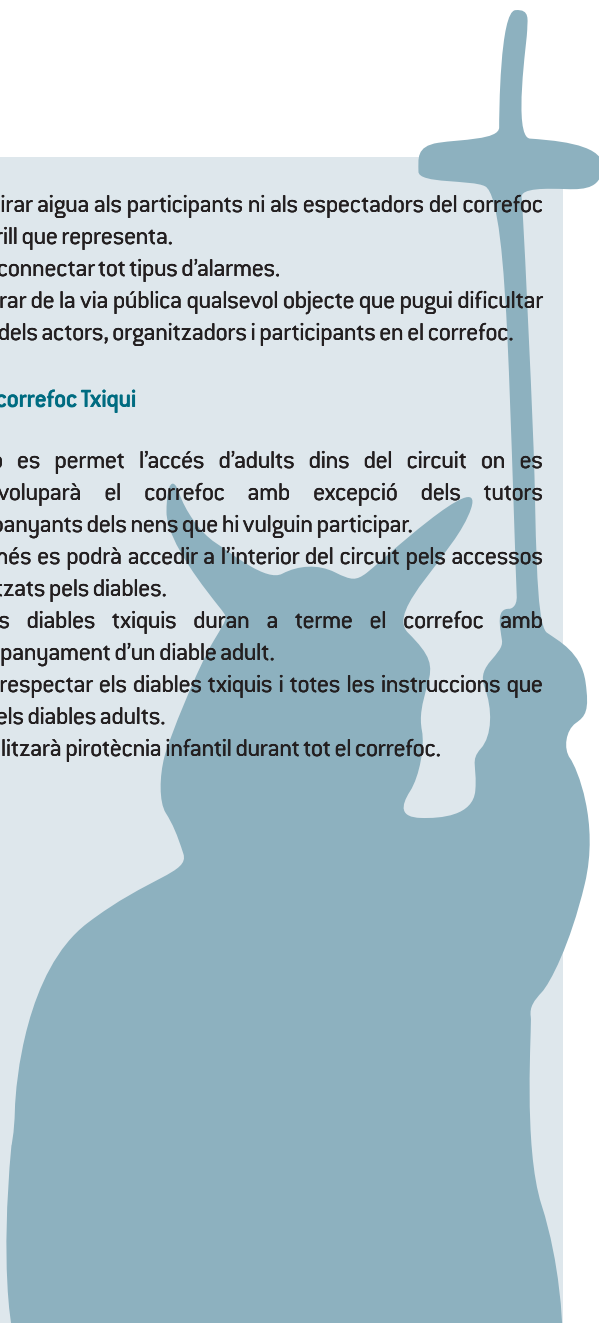 irar aigua als participants ni als espectadors del correfoc
rill que representa.
connectar tot tipus d'alarmes.
rar de la via pública qualsevol objecte que pugui dificultar
dels actors, organitzadors i participants en el correfoc.
correfoc Txiqui
o es permet l'accés d'adults dins del circuit on es
voluparà el correfoc amb excepció dels tutors
panyants dels nens que hi vulguin participar.
més es podrà accedir a l'interior del circuit pels accessos
tzats pels diables.
s diables txiquis duran a terme el correfoc amb
panyament d'un diable adult.
respectar els diables txiquis i totes les instruccions que
els diables adults.
litzarà pirotècnia infantil durant tot el correfoc.